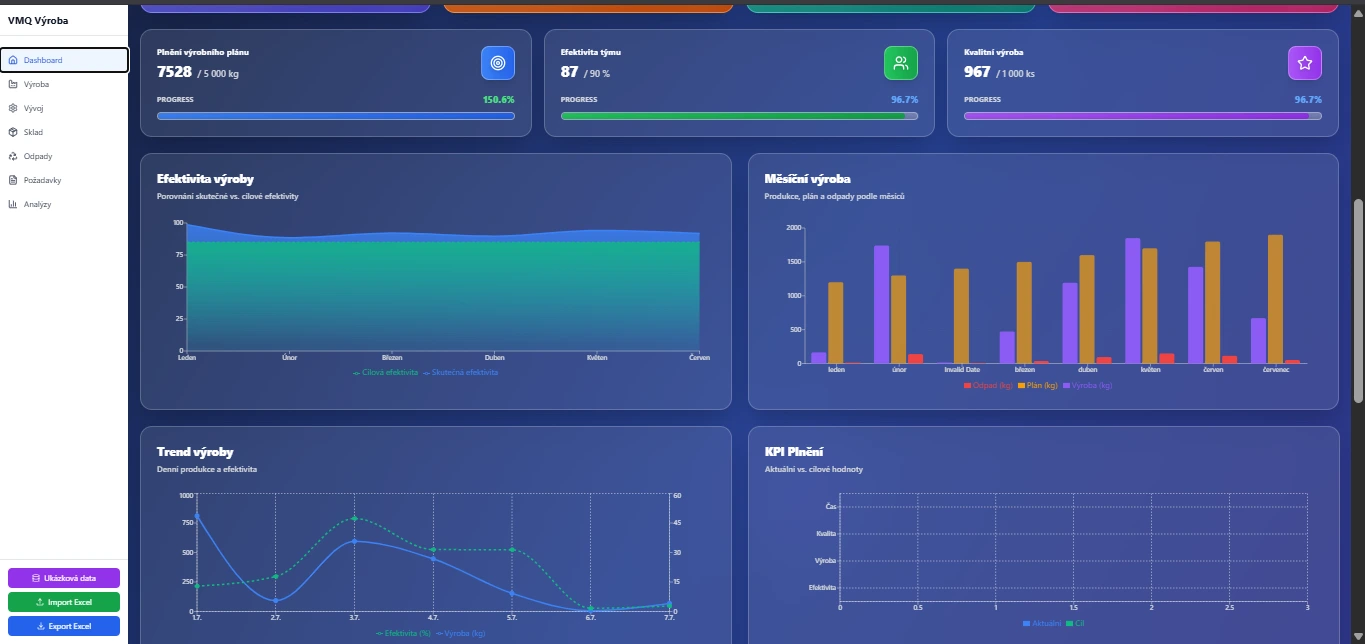 VMQ Výroba
Dashboard
Výroba
Vývoj
Sklad
Odpady
Požadavky
Analýzy
Ukázková data
Import Excel
Export Excel
Plnění výrobního plánu
7528 / 5 000 kg
PROGRESS 150.6%
Efektivita týmu
87 / 90 %
PROGRESS 96.7%
Kvalitní výroba
967 / 1 000 ks
PROGRESS 96.7%
Efektivita výroby
Porovnání skutečné vs. cílové efektivity
100
75
50
25
0
Leden Únor Březen Duben Květen Červen
Cílová efektivita Skutečná efektivita
Měsíční výroba
Produkce, plán a odpady podle měsíců
2000
1500
1000
500
0
leden únor Invalid Date březen duben květen červen červenec
Odpad (kg) Plán (kg) Výroba (kg)
Trend výroby
Denní produkce a efektivita
1000 60
750 45
500 30
250 15
0 0
1.7. 2.7. 3.7. 4.7. 5.7. 6.7. 7.7.
Efektivita (%) Výroba (kg)
KPI Plnění
Aktuální vs. cílové hodnoty
Čas
Kvalita
Výroba
Efektivita
0 0.5 1 1.5 2 2.5 3
Aktuální Cíl